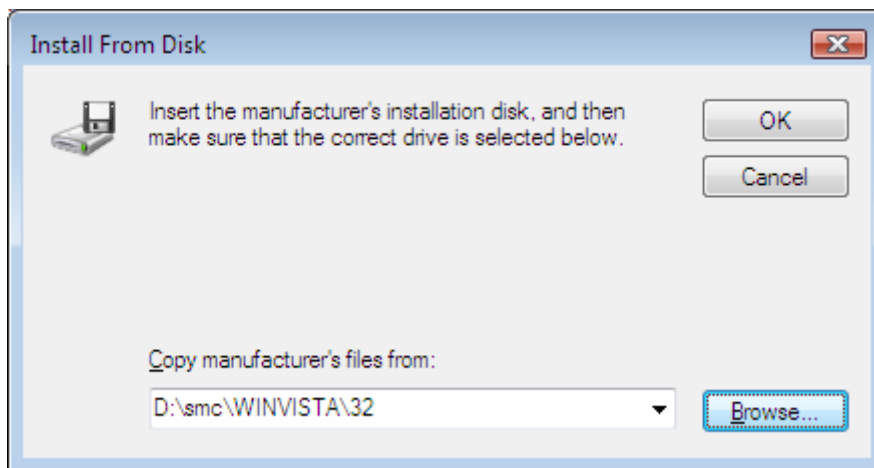 Install From Disk
Insert the manufacturer's installation disk, and then
make sure that the correct drive is selected below.
OK
Cancel
Copy manufacturer's files from:
D:\smc\WINVISTA\32
Browse...